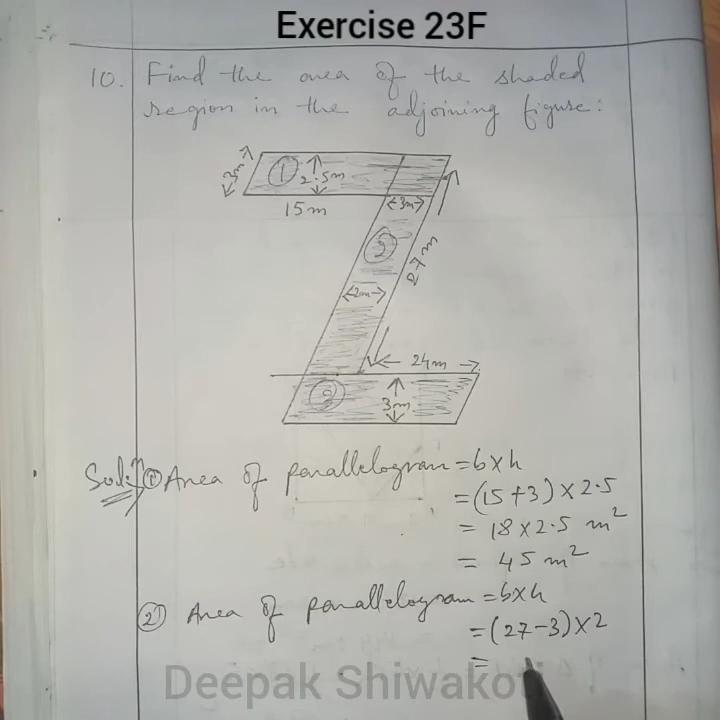 Exercise 23F
10. Find the area of the shaded
region in the adjoining figure:
3m
1
2.5m
15m
3m
2
27m
2m
24m
3
3m
Soln: ① Area of parallelogram = b×h
= (15+3)×2.5
= 18×2.5 m²
= 45 m²
② Area of parallelogram = b×h
= (27-3)×2
=
Deepak Shiwakoti